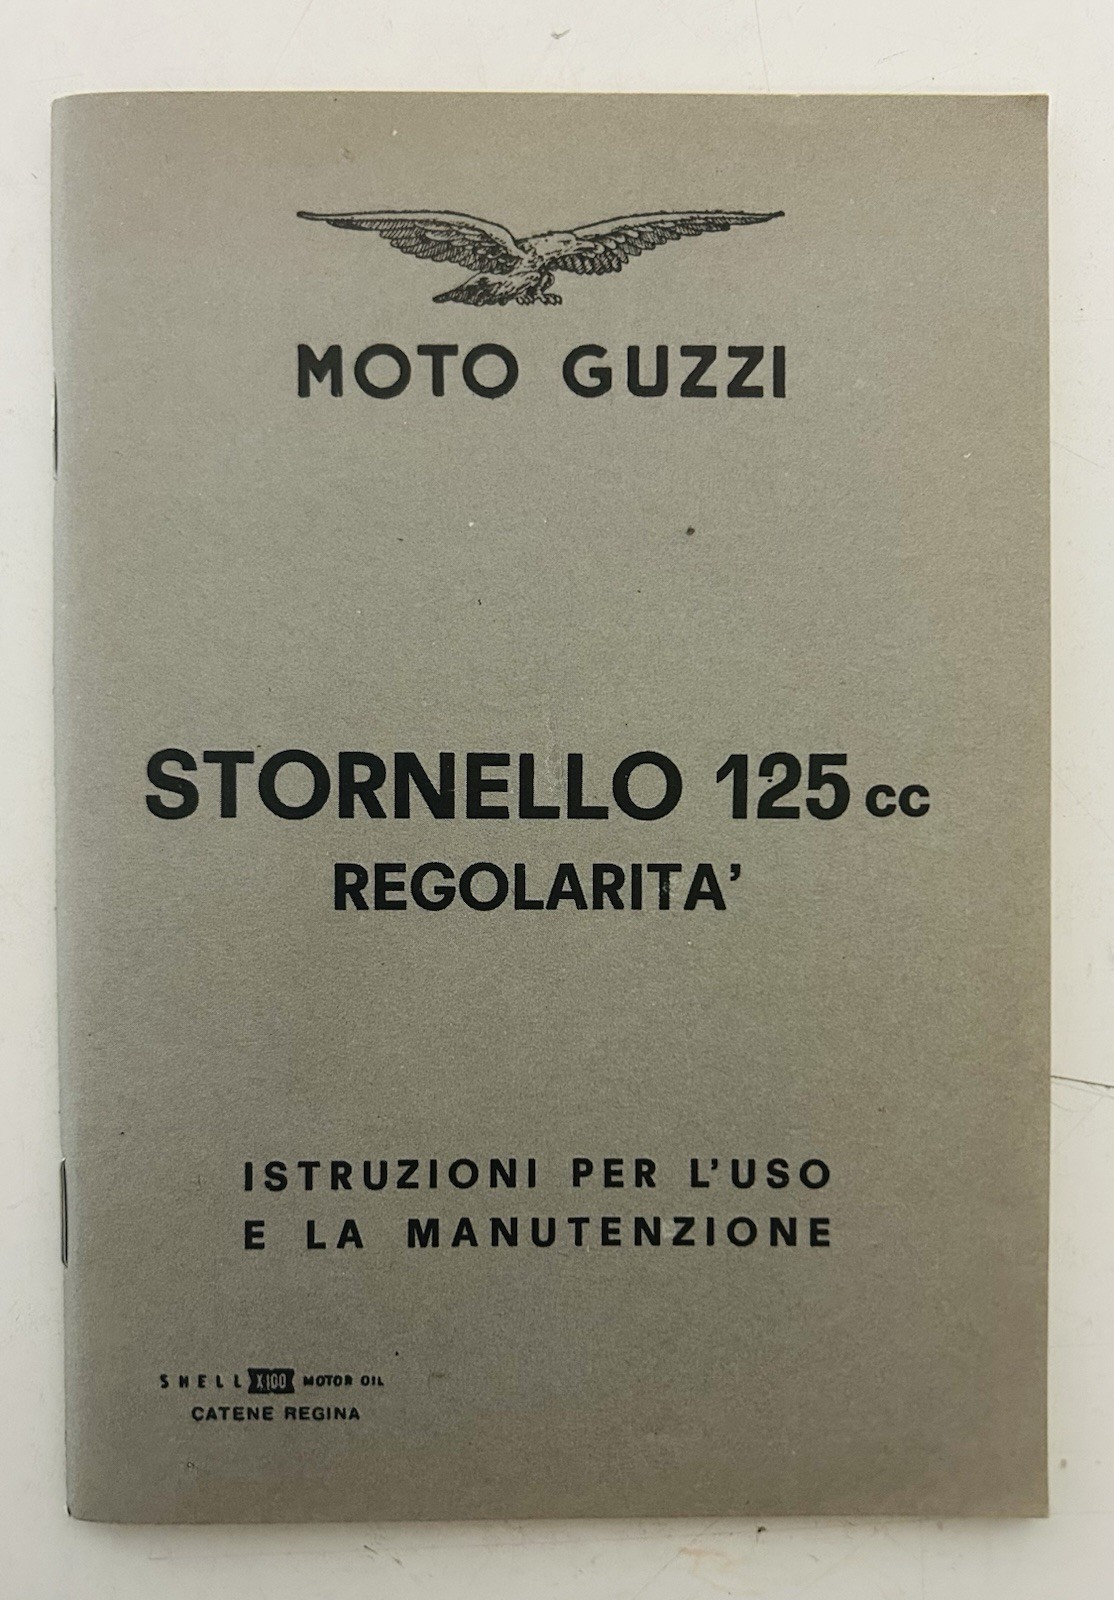 MOTO GUZZI
STORNELLO 125 cc
REGOLARITA'
ISTRUZIONI PER L'USO
E LA MANUTENZIONE
SHELL X100 MOTOR OIL
CATENE REGINA